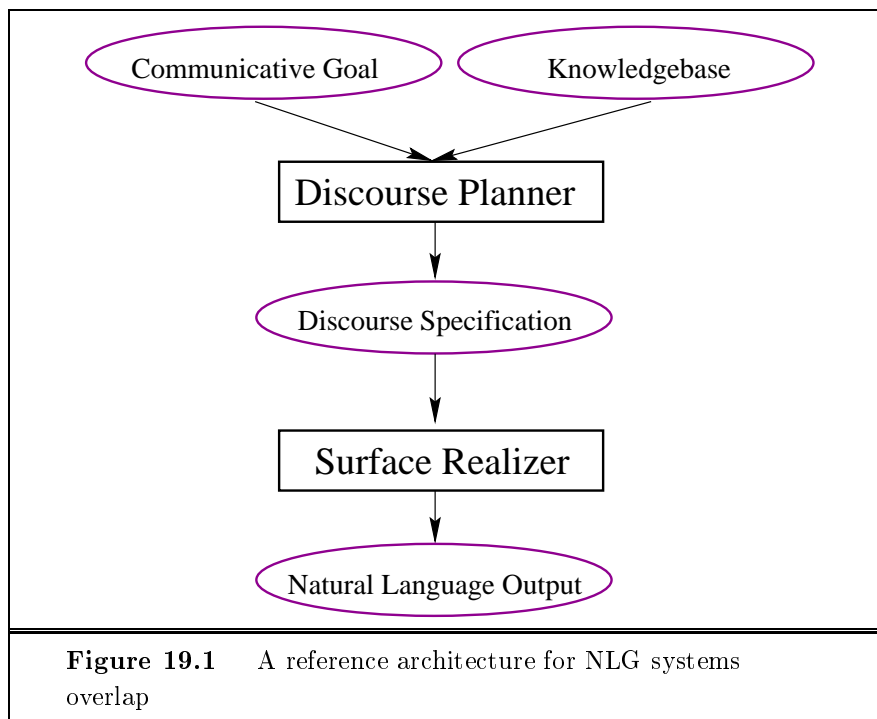 Communicative Goal
Knowledgebase
Discourse Planner
Discourse Specification
Surface Realizer
Natural Language Output
Figure 19.1 A reference architecture for NLG systems
overlap